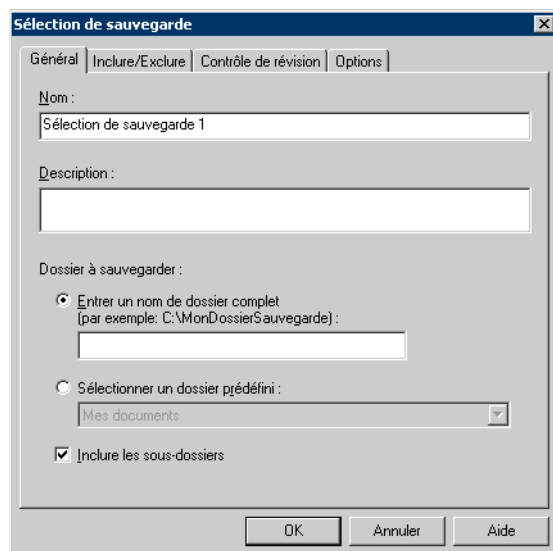 Sélection de sauvegarde
Général Inclure/Exclure Contrôle de révision Options
Nom :
Sélection de sauvegarde 1
Description :
Dossier à sauvegarder :
Entrer un nom de dossier complet
(par exemple: C:\MonDossierSauvegarde) :
Sélectionner un dossier prédéfini :
Mes documents
Inclure les sous-dossiers
OK Annuler Aide